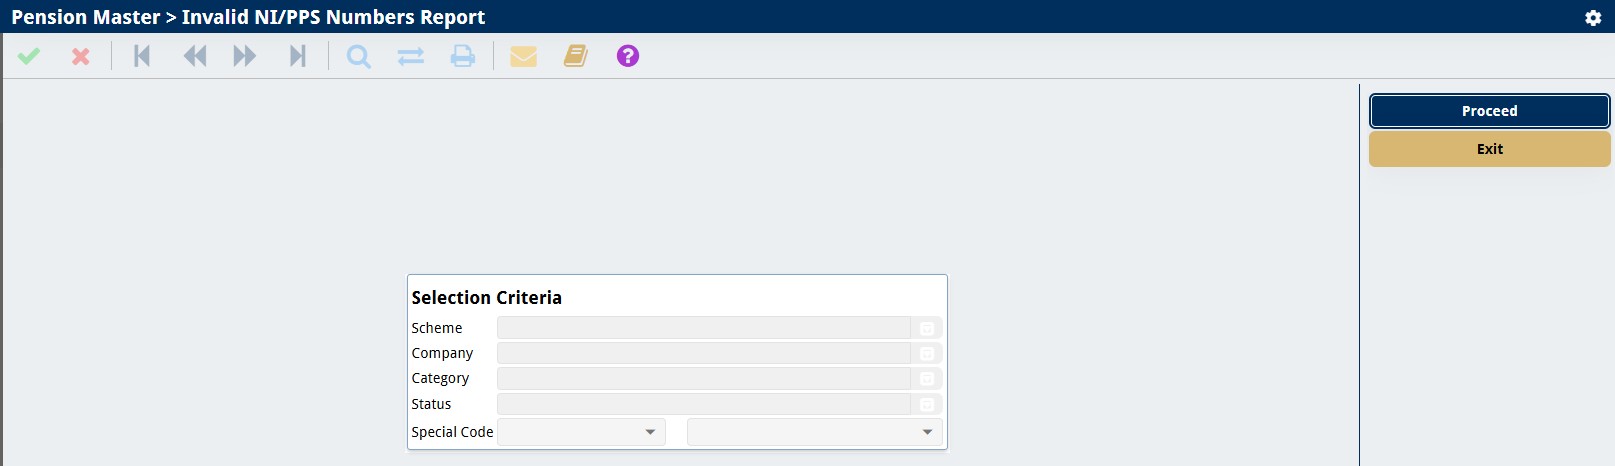 Pension Master > Invalid NI/PPS Numbers Report
?
Proceed
Exit
Selection Criteria
Scheme
Company
Category
Status
Special Code